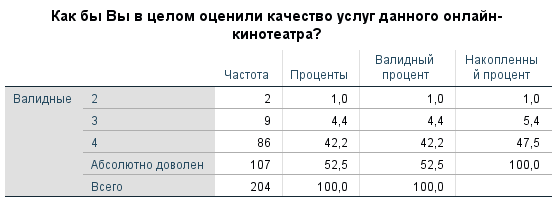 Как бы Вы в целом оценили качество услуг данного онлайн-
кинотеатра?
Частота Проценты Валидный процент Накопленны й процент
Валидные 2 2 1,0 1,0 1,0
3 9 4,4 4,4 5,4
4 86 42,2 42,2 47,5
Абсолютно доволен 107 52,5 52,5 100,0
Всего 204 100,0 100,0